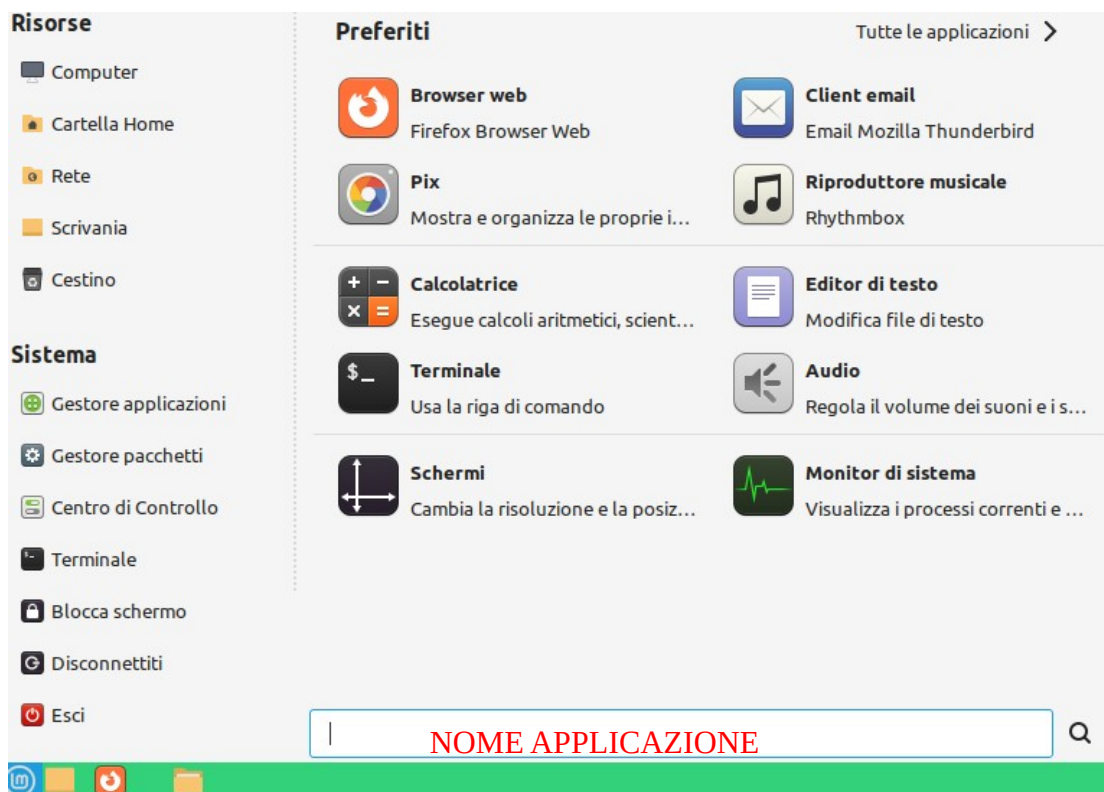 Risorse
Computer
Cartella Home
Rete
Scrivania
Cestino
Sistema
Gestore applicazioni
Gestore pacchetti
Centro di Controllo
Terminale
Blocca schermo
Disconnettiti
Esci
Preferiti
Tutte le applicazioni
Browser web
Firefox Browser Web
Client email
Email Mozilla Thunderbird
Pix
Mostra e organizza le proprie i...
Riproduttore musicale
Rhythmbox
Calcolatrice
Esegue calcoli aritmetici, scient...
Editor di testo
Modifica file di testo
Terminale
Usa la riga di comando
Audio
Regola il volume dei suoni e i s...
Schermi
Cambia la risoluzione e la posiz...
Monitor di sistema
Visualizza i processi correnti e ...
NOME APPLICAZIONE